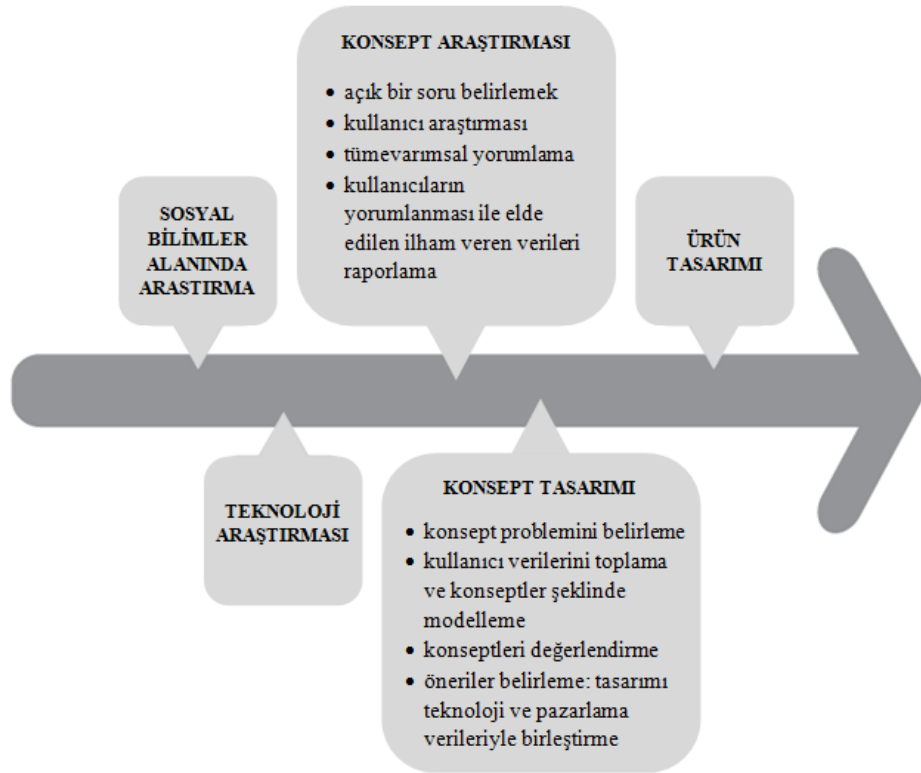 KONSEPT ARAŞTIRMASI
• açık bir soru belirlemek
• kullanıcı araştırması
• tümevarımsal yorumlama
• kullanıcıların
yorumlanması ile elde
edilen ilham veren verileri
raporlama
SOSYAL
BİLİMLER
ALANINDA
ARASTIRMA
ÜRÜN
TASARIMI
TEKNOLOJİ
ARAŞTIRMASI
KONSEPT TASARIMI
• konsept problemini belirleme
• kullanıcı verilerini toplama
ve konseptler şeklinde
modelleme
• konseptleri değerlendirme
• öneriler belirleme: tasarımı
teknoloji ve pazarlama
verileriyle birleştirme